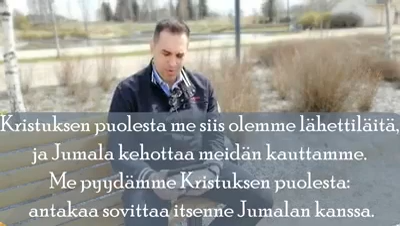 Kristuksen puolesta me siis olemme lähettiläitä,
ja Jumala kehottaa meidän kauttamme.
Me pyydämme Kristuksen puolesta:
antakaa sovittaa itsenne Jumalan kanssa.